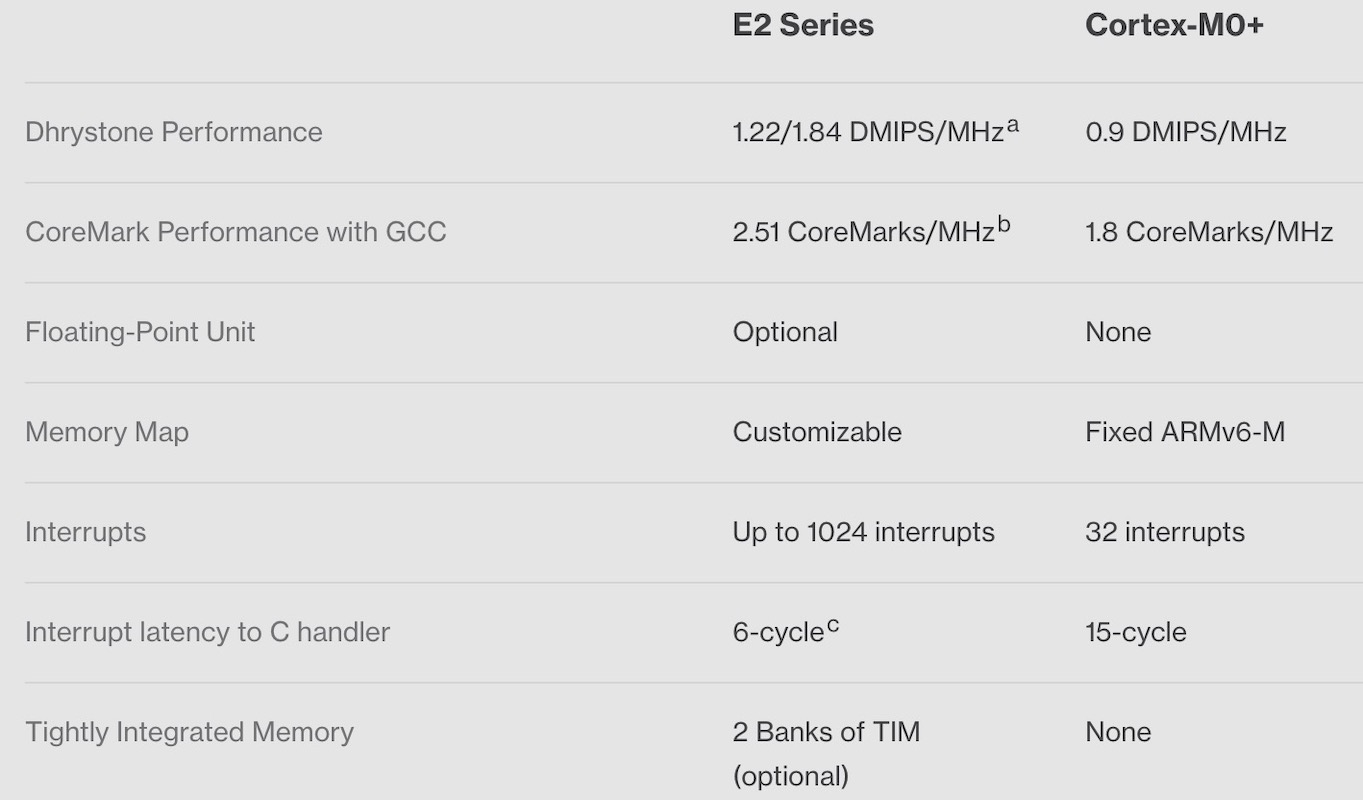 E2 Series Cortex-M0+
Dhrystone Performance 1.22/1.84 DMIPS/MHzᵃ 0.9 DMIPS/MHz
CoreMark Performance with GCC 2.51 CoreMarks/MHzᵇ 1.8 CoreMarks/MHz
Floating-Point Unit Optional None
Memory Map Customizable Fixed ARMv6-M
Interrupts Up to 1024 interrupts 32 interrupts
Interrupt latency to C handler 6-cycleᶜ 15-cycle
Tightly Integrated Memory 2 Banks of TIM None
(optional)